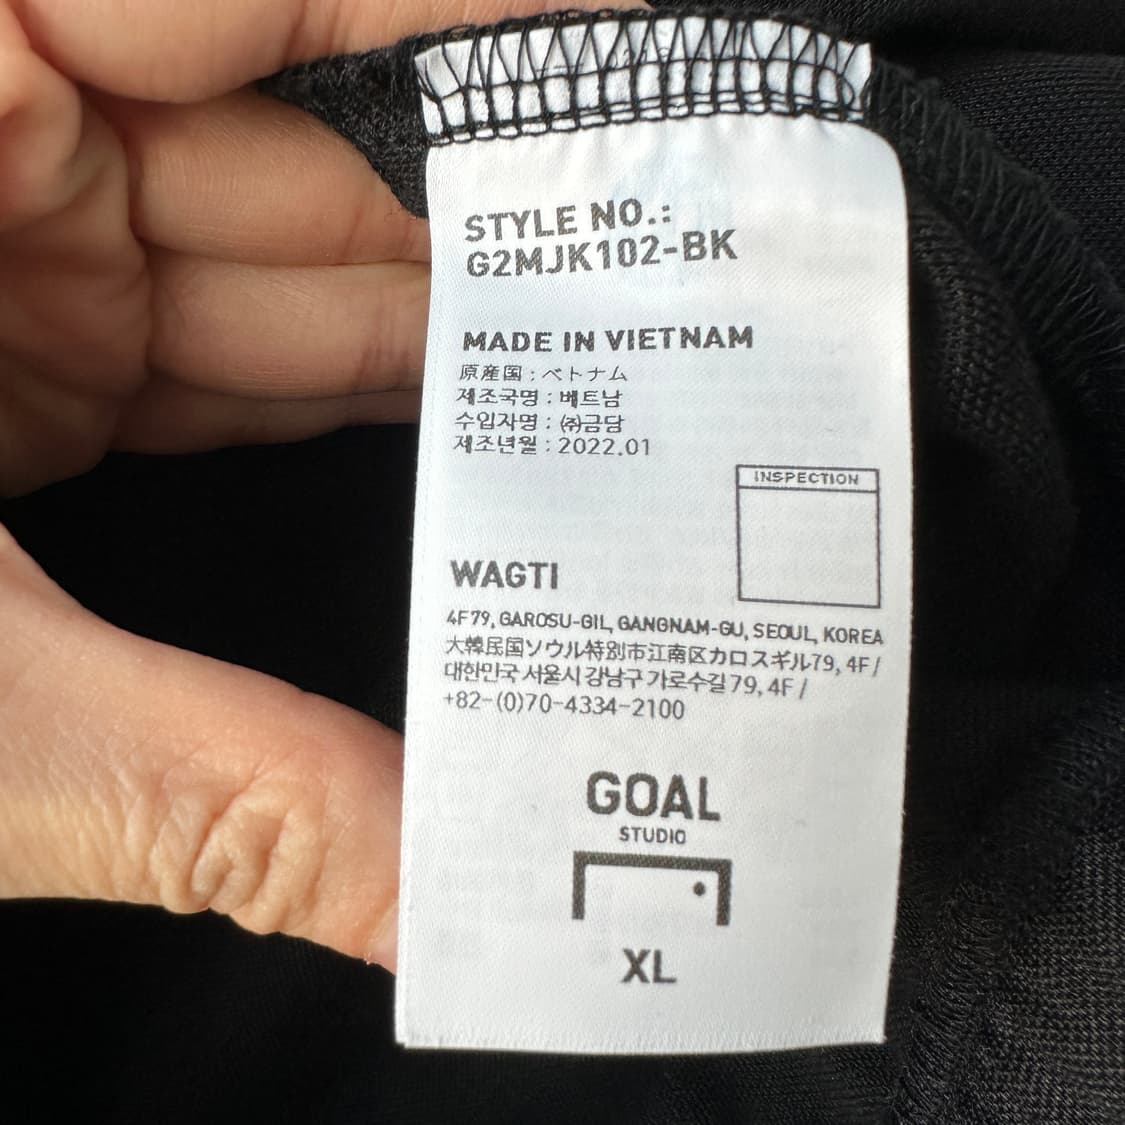 STYLE NO.:
G2MJK102-BK
MADE IN VIETNAM
原産国 : ベトナム
제조국명 : 베트남
수입자명 : ㈜금담
제조년월 : 2022.01
INSPECTION
WAGTI
4F 79, GAROSU-GIL, GANGNAM-GU, SEOUL, KOREA
大韓民国ソウル特別市江南区カロスギル79, 4F /
대한민국 서울시 강남구 가로수길 79, 4F /
+82-(0)70-4334-2100
GOAL
STUDIO
XL